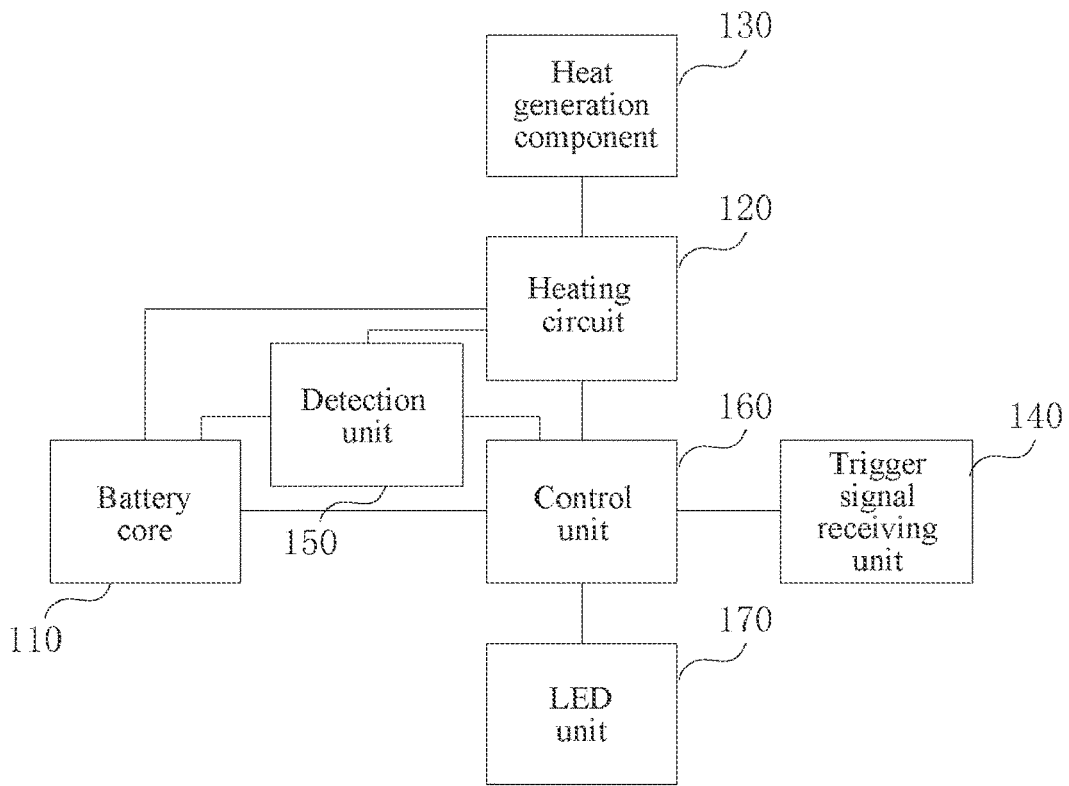 130
Heat
generation
component
120
Heating
circuit
Detection
unit
150
160
140
Battery
core
110
Control
unit
Trigger
signal
receiving
unit
170
LED
unit